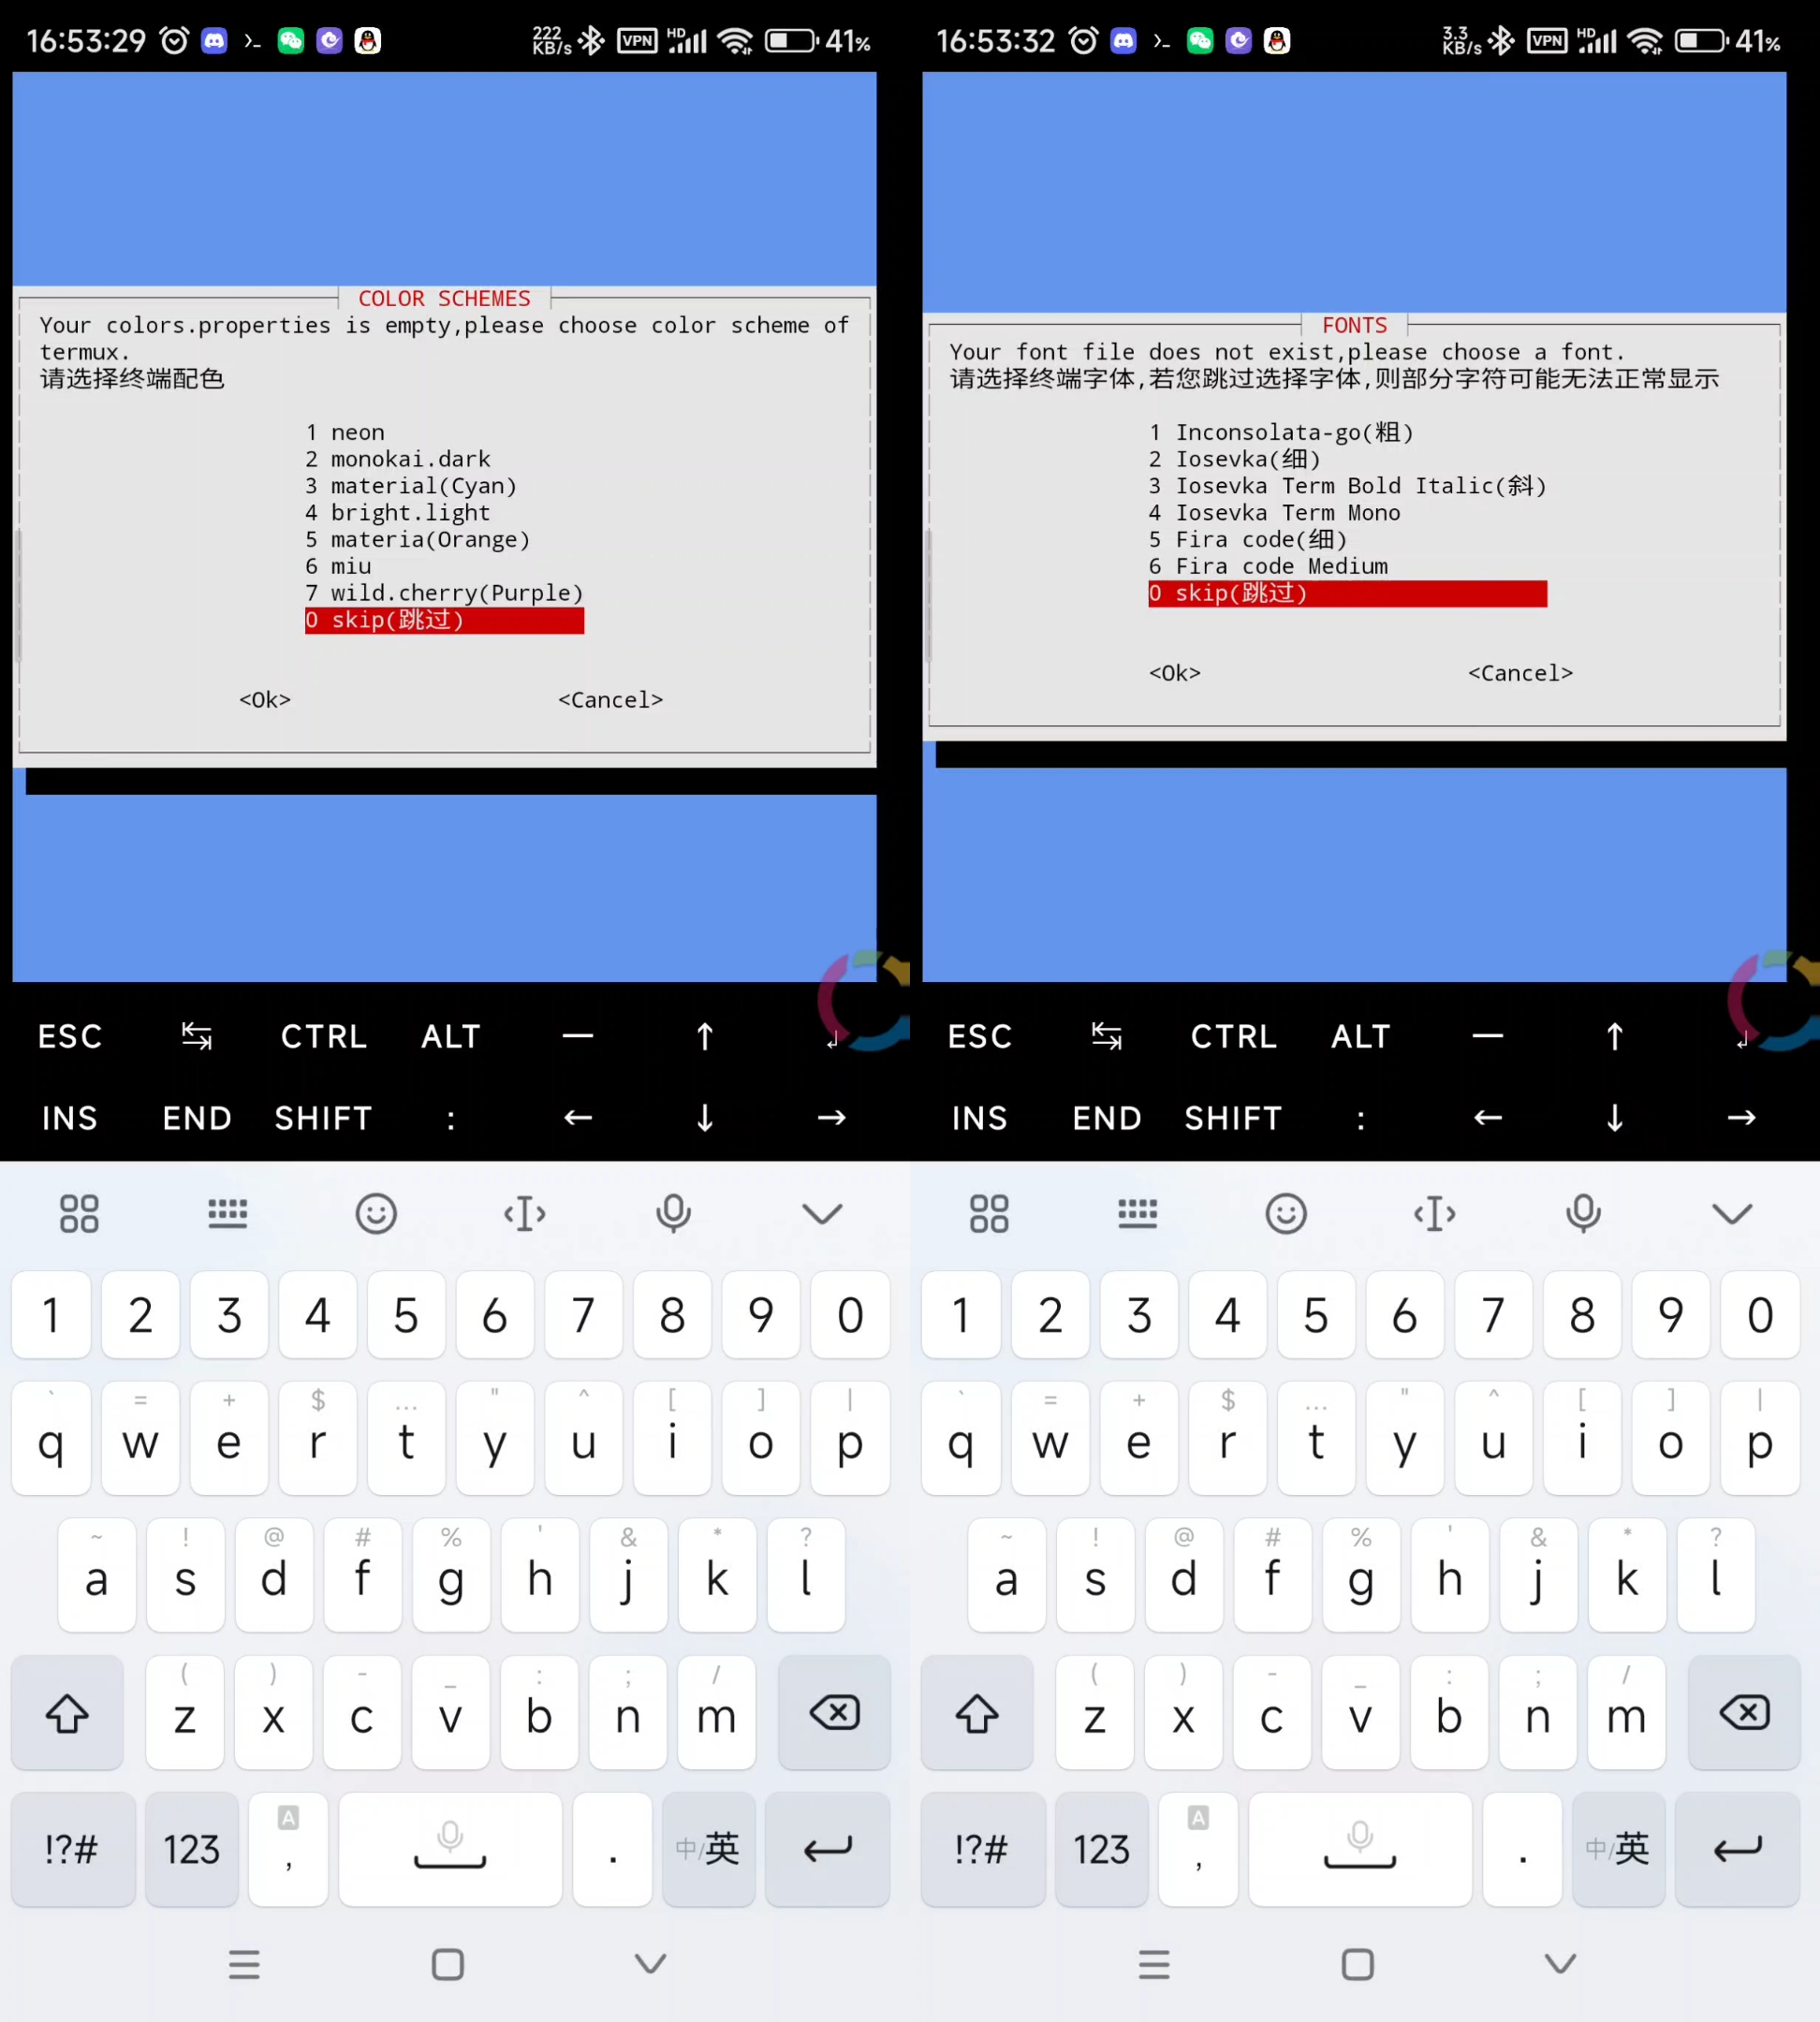 16:53:29
222 KB/s VPN HD 41%
COLOR SCHEMES
Your colors.properties is empty,please choose color scheme of
termux.
请选择终端配色
1 neon
2 monokai.dark
3 material(Cyan)
4 bright.light
5 materia(Orange)
6 miu
7 wild.cherry(Purple)
0 skip(跳过)
<Ok> <Cancel>
ESC ↹ CTRL ALT — ↑ ↲
INS END SHIFT : ← ↓ →
1 2 3 4 5 6 7 8 9 0
` = + $ ... " ^ [ ] |
q w e r t y u i o p
~ ! @ # % ' & * ?
a s d f g h j k l
( ) - _ : ; /
z x c v b n m
A
!?# 123 , . 中/英
16:53:32
3.3 KB/s VPN HD 41%
FONTS
Your font file does not exist,please choose a font.
请选择终端字体,若您跳过选择字体,则部分字符可能无法正常显示
1 Inconsolata-go(粗)
2 Iosevka(细)
3 Iosevka Term Bold Italic(斜)
4 Iosevka Term Mono
5 Fira code(细)
6 Fira code Medium
0 skip(跳过)
<Ok> <Cancel>
ESC ↹ CTRL ALT — ↑ ↲
INS END SHIFT : ← ↓ →
1 2 3 4 5 6 7 8 9 0
` = + $ ... " ^ [ ] |
q w e r t y u i o p
~ ! @ # % ' & * ?
a s d f g h j k l
( ) - _ : ; /
z x c v b n m
A
!?# 123 , . 中/英